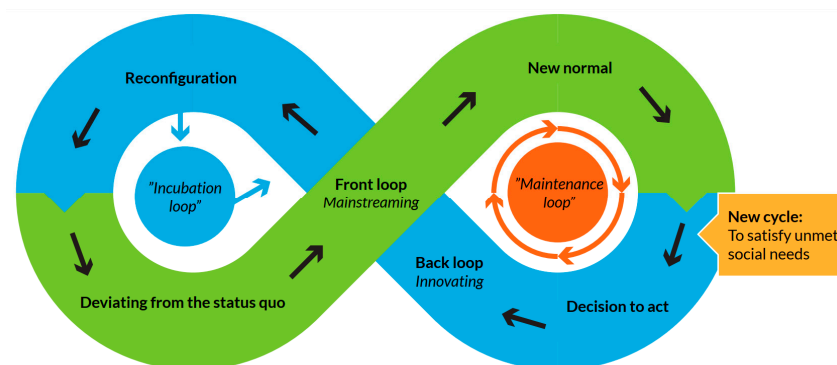 Reconfiguration
New normal
"Incubation
loop"
Front loop
Mainstreaming
"Maintenance
loop"
New cycle:
To satisfy unmet
social needs
Back loop
Innovating
Deviating from the status quo
Decision to act